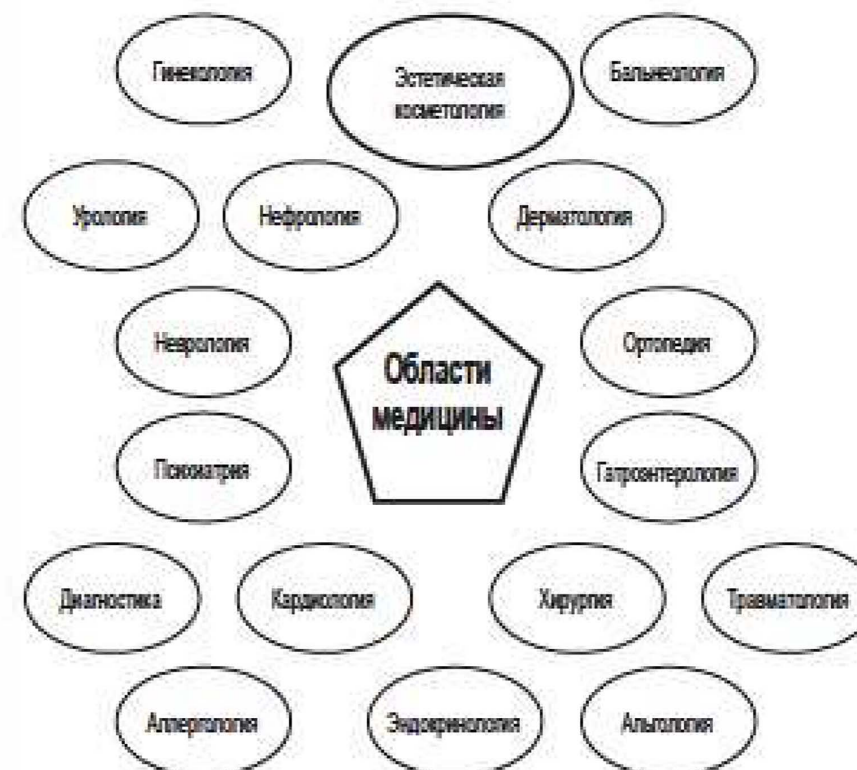 Гинекология
Эстетическая
косметология
Бальнеология
Урология
Нефрология
Дерматология
Неврология
Области
медицины
Ортопедия
Психиатрия
Гатроэнтерология
Диагностика
Кардиология
Хирургия
Травматология
Аллергология
Эндокринология
Альгология